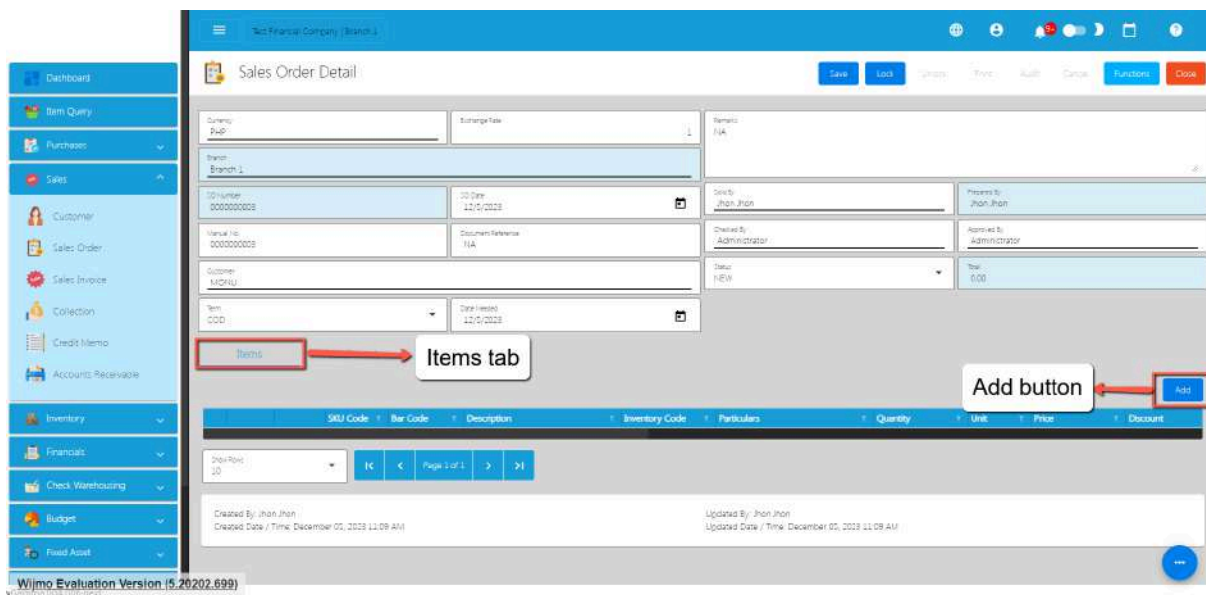 Test Financial Company (Branch 1
Sales Order Detail
Save
Lock
Print
Audit
Cancel
Functions
Close
Dashboard
Item Query
Purchases
Sales
Customer
Sales Order
Sales Invoice
Collection
Credit Memo
Accounts Receivable
Inventory
Financials
Check Warehousing
Budget
Fixed Asset
Currency
PHP
Exchange Rate
1
Remarks
NA
Branch
Branch 1
SO Number
0000000003
SO Date
12/5/2023
Sold By
Jhon Jhon
Prepared By
Jhon Jhon
Manual No.
0000000003
Document Reference
NA
Checked By
Administrator
Approved By
Administrator
Customer
MONU
Status
NEW
Total
0.00
Term
COD
Date Needed
12/5/2023
Items
Items tab
Add button
Add
SKU Code
Bar Code
Description
Inventory Code
Particulars
Quantity
Unit
Price
Discount
Show Rows
10
Page 1 of 1
Created By: Jhon Jhon
Created Date / Time: December 05, 2023 11:09 AM
Updated By: Jhon Jhon
Updated Date / Time: December 05, 2023 11:09 AM
Wijmo Evaluation Version (5.20202.699)